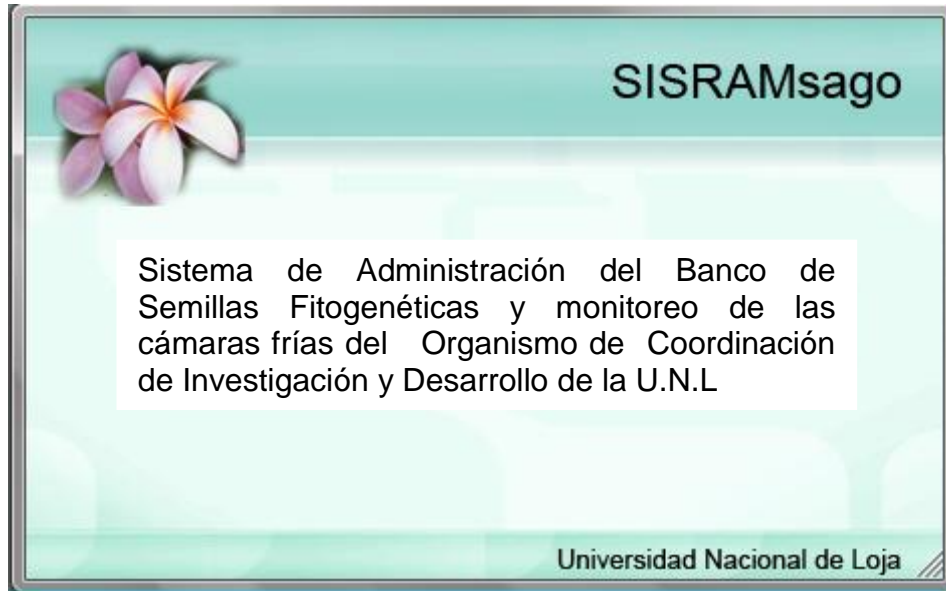 SISRAMsago
Sistema de Administración del Banco de
Semillas Fitogenéticas y monitoreo de las
cámaras frías del Organismo de Coordinación
de Investigación y Desarrollo de la U.N.L
Universidad Nacional de Loja